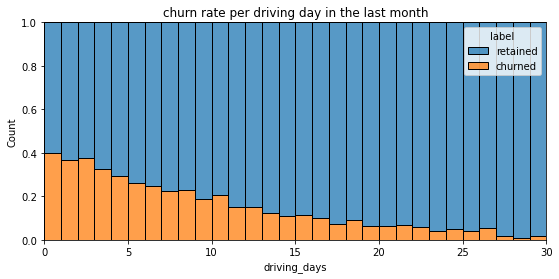 churn rate per driving day in the last month
label
retained
churned
1.0
0.8
0.6
0.4
0.2
0.0
Count
0 5 10 15 20 25 30
driving_days